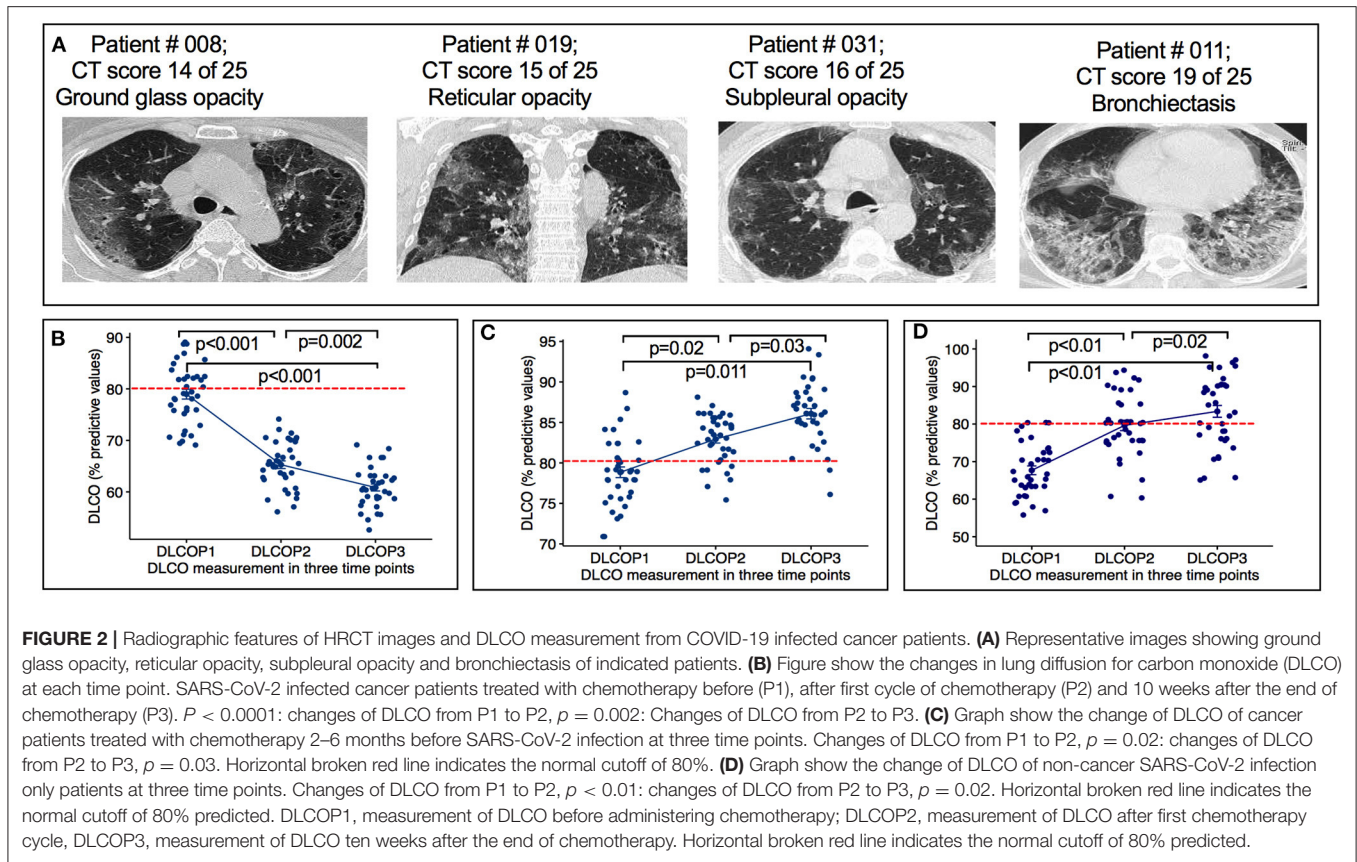 A
Patient # 008;
CT score 14 of 25
Ground glass opacity
Patient # 019;
CT score 15 of 25
Reticular opacity
Patient # 031;
CT score 16 of 25
Subpleural opacity
Patient # 011;
CT score 19 of 25
Bronchiectasis
B
DLCO (% predictive values)
90
80
70
60
p<0.001
p=0.002
p<0.001
DLCOP1 DLCOP2 DLCOP3
DLCO measurement in three time points
C
DLCO (% predictive values)
95
90
85
80
75
70
p=0.02
p=0.03
p=0.011
DLCOP1 DLCOP2 DLCOP3
DLCO measurement in three time points
D
DLCO (% predictive values)
100
90
80
70
60
50
p<0.01
p=0.02
p<0.01
DLCOP1 DLCOP2 DLCOP3
DLCO measurement in three time points
FIGURE 2 | Radiographic features of HRCT images and DLCO measurement from COVID-19 infected cancer patients. (A) Representative images showing ground
glass opacity, reticular opacity, subpleural opacity and bronchiectasis of indicated patients. (B) Figure show the changes in lung diffusion for carbon monoxide (DLCO)
at each time point. SARS-CoV-2 infected cancer patients treated with chemotherapy before (P1), after first cycle of chemotherapy (P2) and 10 weeks after the end of
chemotherapy (P3). P < 0.0001: changes of DLCO from P1 to P2, p = 0.002: Changes of DLCO from P2 to P3. (C) Graph show the change of DLCO of cancer
patients treated with chemotherapy 2–6 months before SARS-CoV-2 infection at three time points. Changes of DLCO from P1 to P2, p = 0.02: changes of DLCO
from P2 to P3, p = 0.03. Horizontal broken red line indicates the normal cutoff of 80%. (D) Graph show the change of DLCO of non-cancer SARS-CoV-2 infection
only patients at three time points. Changes of DLCO from P1 to P2, p < 0.01: changes of DLCO from P2 to P3, p = 0.02. Horizontal broken red line indicates the
normal cutoff of 80% predicted. DLCOP1, measurement of DLCO before administering chemotherapy; DLCOP2, measurement of DLCO after first chemotherapy
cycle, DLCOP3, measurement of DLCO ten weeks after the end of chemotherapy. Horizontal broken red line indicates the normal cutoff of 80% predicted.